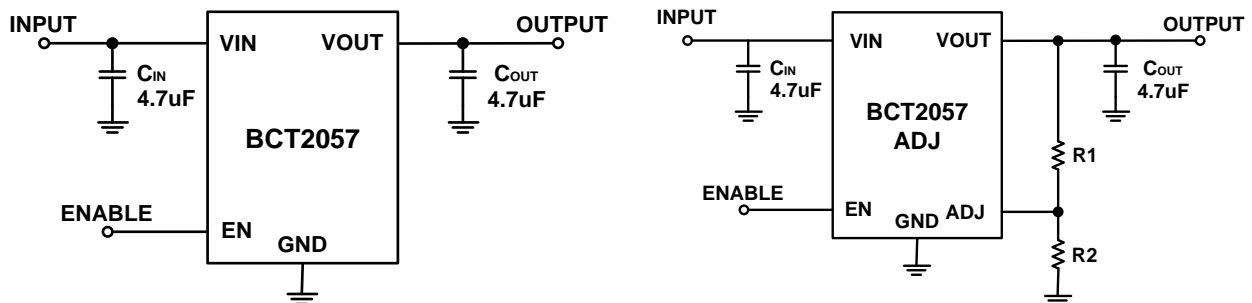 INPUT
VIN
VOUT
OUTPUT
CIN
4.7uF
COUT
4.7uF
BCT2057
ENABLE
EN
GND
INPUT
VIN
VOUT
OUTPUT
CIN
4.7uF
COUT
4.7uF
BCT2057
ADJ
R1
ENABLE
EN
GND
ADJ
R2